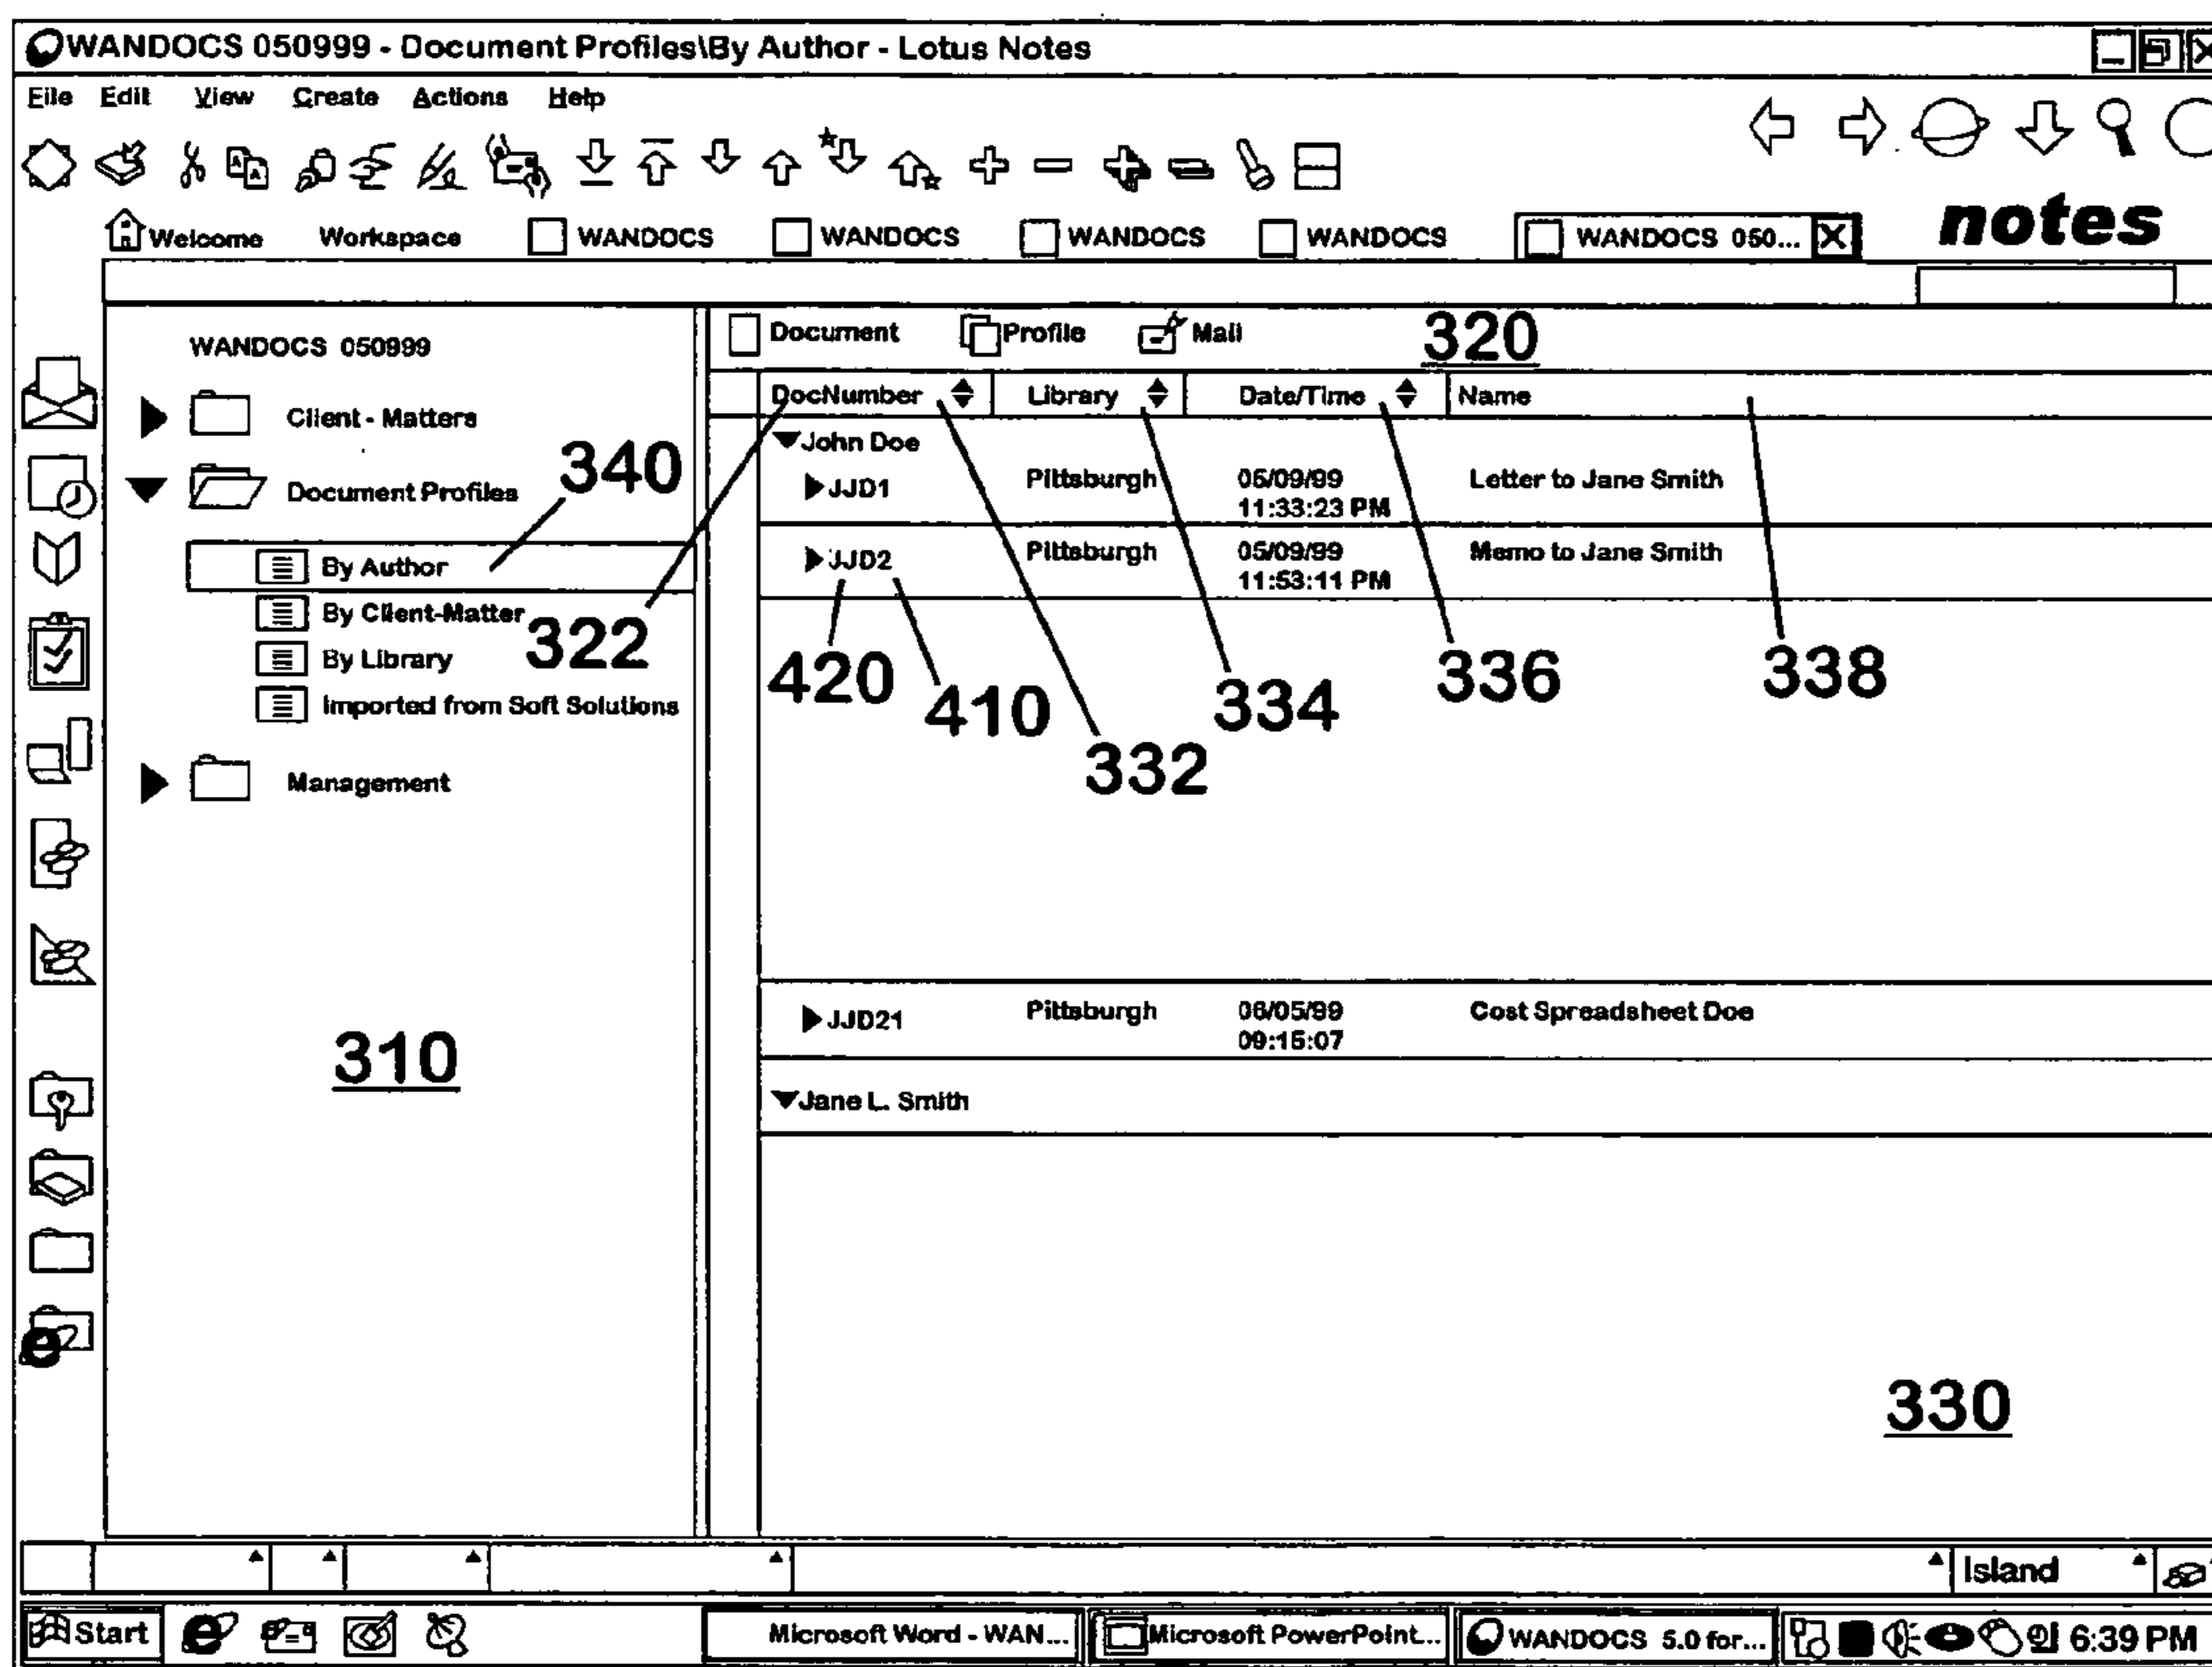 WANDOCS 050999 - Document Profiles\By Author - Lotus Notes
File Edit View Create Actions Help
notes
Welcome Workspace WANDOCS WANDOCS WANDOCS WANDOCS WANDOCS 050...
WANDOCS 050999
Document Profile Mail 320
DocNumber Library Date/Time Name
Client - Matters
John Doe
340
Document Profiles
JJD1 Pittsburgh 05/09/99 Letter to Jane Smith
11:33:23 PM
By Author
JJD2 Pittsburgh 05/09/99 Memo to Jane Smith
11:53:11 PM
By Client-Matter
322
By Library
420 410 334 336 338
Imported from Soft Solutions
332
Management
JJD21 Pittsburgh 06/05/99 Cost Spreadsheet Doe
09:15:07
310
Jane L. Smith
330
Island
Start Microsoft Word - WAN... Microsoft PowerPoint... WANDOCS 5.0 for... 6:39 PM